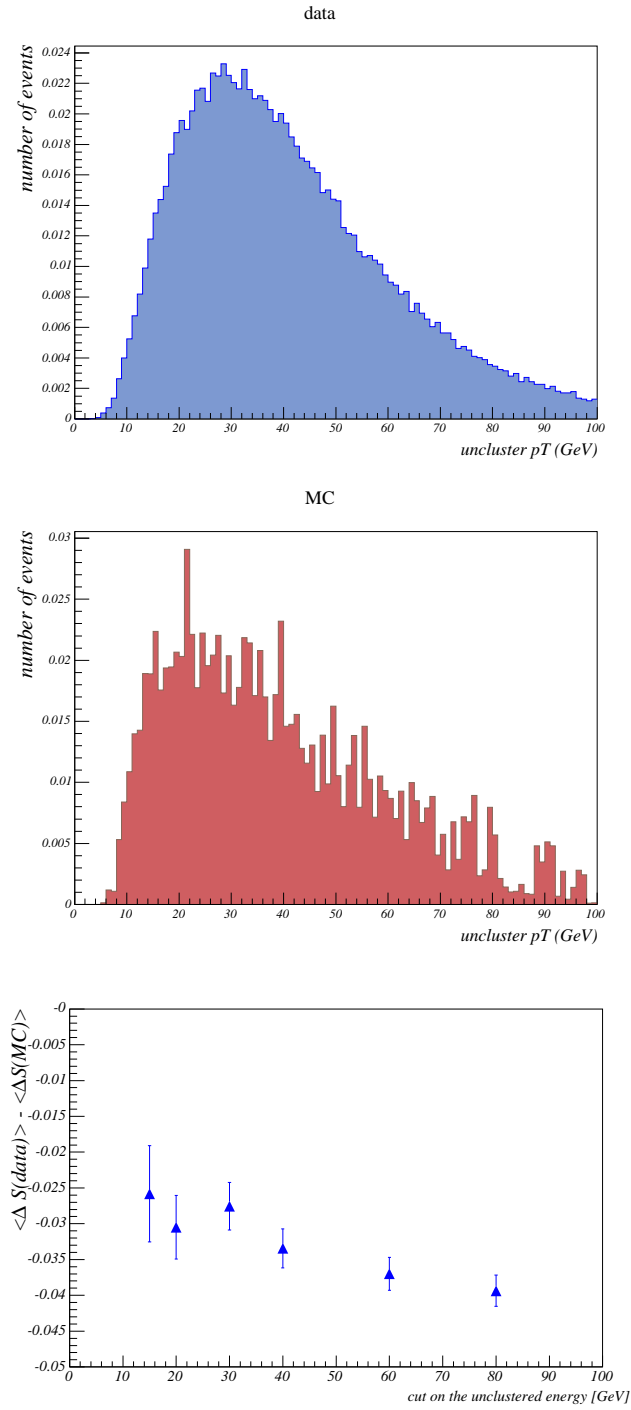 data
number of events
0.024
0.022
0.02
0.018
0.016
0.014
0.012
0.01
0.008
0.006
0.004
0.002
0
0 10 20 30 40 50 60 70 80 90 100
uncluster pT (GeV)
MC
number of events
0.03
0.025
0.02
0.015
0.01
0.005
0
0 10 20 30 40 50 60 70 80 90 100
uncluster pT (GeV)
<Δ S(data)> - <ΔS(MC)>
-0
-0.005
-0.01
-0.015
-0.02
-0.025
-0.03
-0.035
-0.04
-0.045
-0.05
0 10 20 30 40 50 60 70 80 90 100
cut on the unclustered energy [GeV]